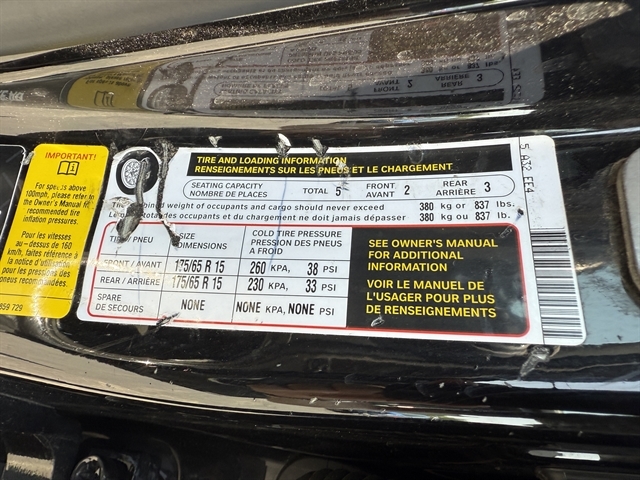 IMPORTANT!
For speeds above
100mph, please refer to
the Owner's Manual for
recommended tire
inflation pressures.
Pour les vitesses
au-dessus de 160
km/h, faites référence
pour les pressions
des pneus recommandées.
859 729
TIRE AND LOADING INFORMATION
RENSEIGNEMENTS SUR LES PNEUS ET LE CHARGEMENT
SEATING CAPACITY
NOMBRE DE PLACES
TOTAL 5
FRONT
AVANT 2
REAR
ARRIÈRE 3
The combined weight of occupants and cargo should never exceed 380 kg or 837 lbs.
Le poids total des occupants et du chargement ne doit jamais dépasser 380 kg ou 837 lb.
TIRE / PNEU
SIZE
DIMENSIONS
COLD TIRE PRESSURE
PRESSION DES PNEUS A
FROID
FRONT / AVANT 175/65 R 15 260 KPA, 38 PSI
REAR / ARRIÈRE 175/65 R 15 230 KPA, 33 PSI
SPARE
DE SECOURS
NONE NONE KPA, NONE PSI
SEE OWNER'S MANUAL
FOR ADDITIONAL
INFORMATION
VOIR LE MANUEL DE
L'USAGER POUR PLUS
DE RENSEIGNEMENTS